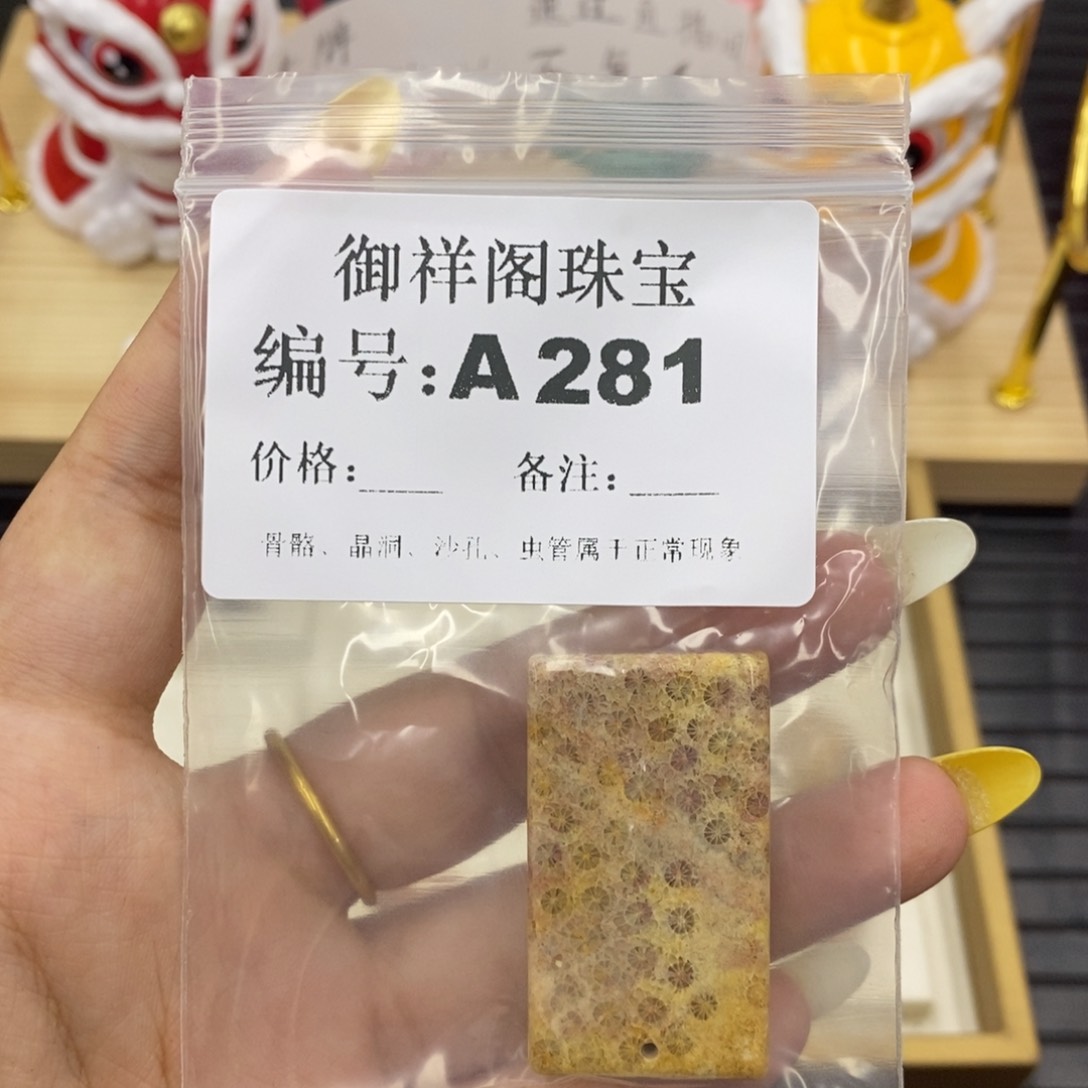 御祥阁珠宝
编号:A281
价格:____ 备注:____
骨骼、晶洞、沙孔、虫管属于正常现象